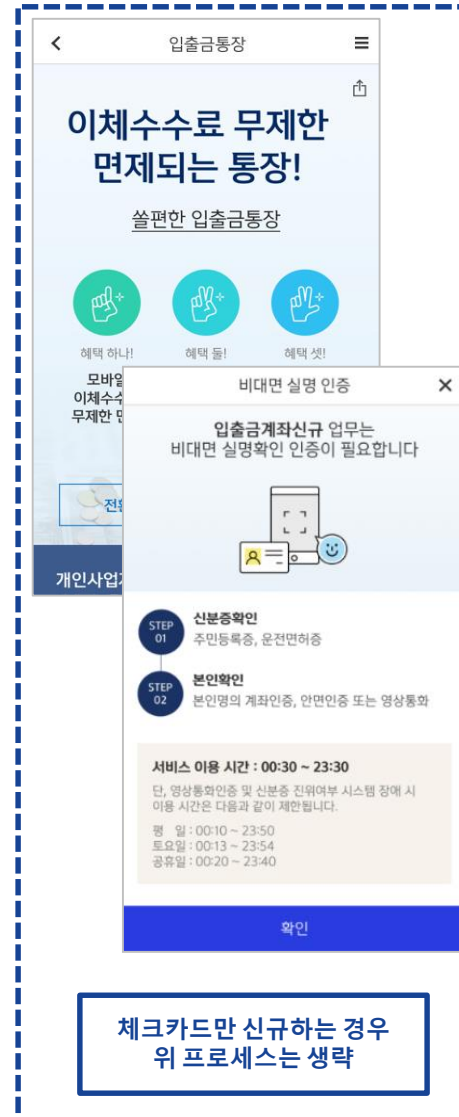 입출금통장
이체수수료 무제한
면제되는 통장!
쏠편한 입출금통장
혜택 하나!
혜택 둘!
혜택 셋!
모바일
이체수수
무제한 면
전환
개인사업자
비대면 실명 인증
입출금계좌신규 업무는
비대면 실명확인 인증이 필요합니다
STEP
01
신분증확인
주민등록증, 운전면허증
STEP
02
본인확인
본인명의 계좌인증, 안면인증 또는 영상통화
서비스 이용 시간 : 00:30 ~ 23:30
단, 영상통화인증 및 신분증 진위여부 시스템 장애 시
이용 시간은 다음과 같이 제한됩니다.
평 일 : 00:10 ~ 23:50
토요일 : 00:13 ~ 23:54
공휴일 : 00:20 ~ 23:40
확인
체크카드만 신규하는 경우
위 프로세스는 생략